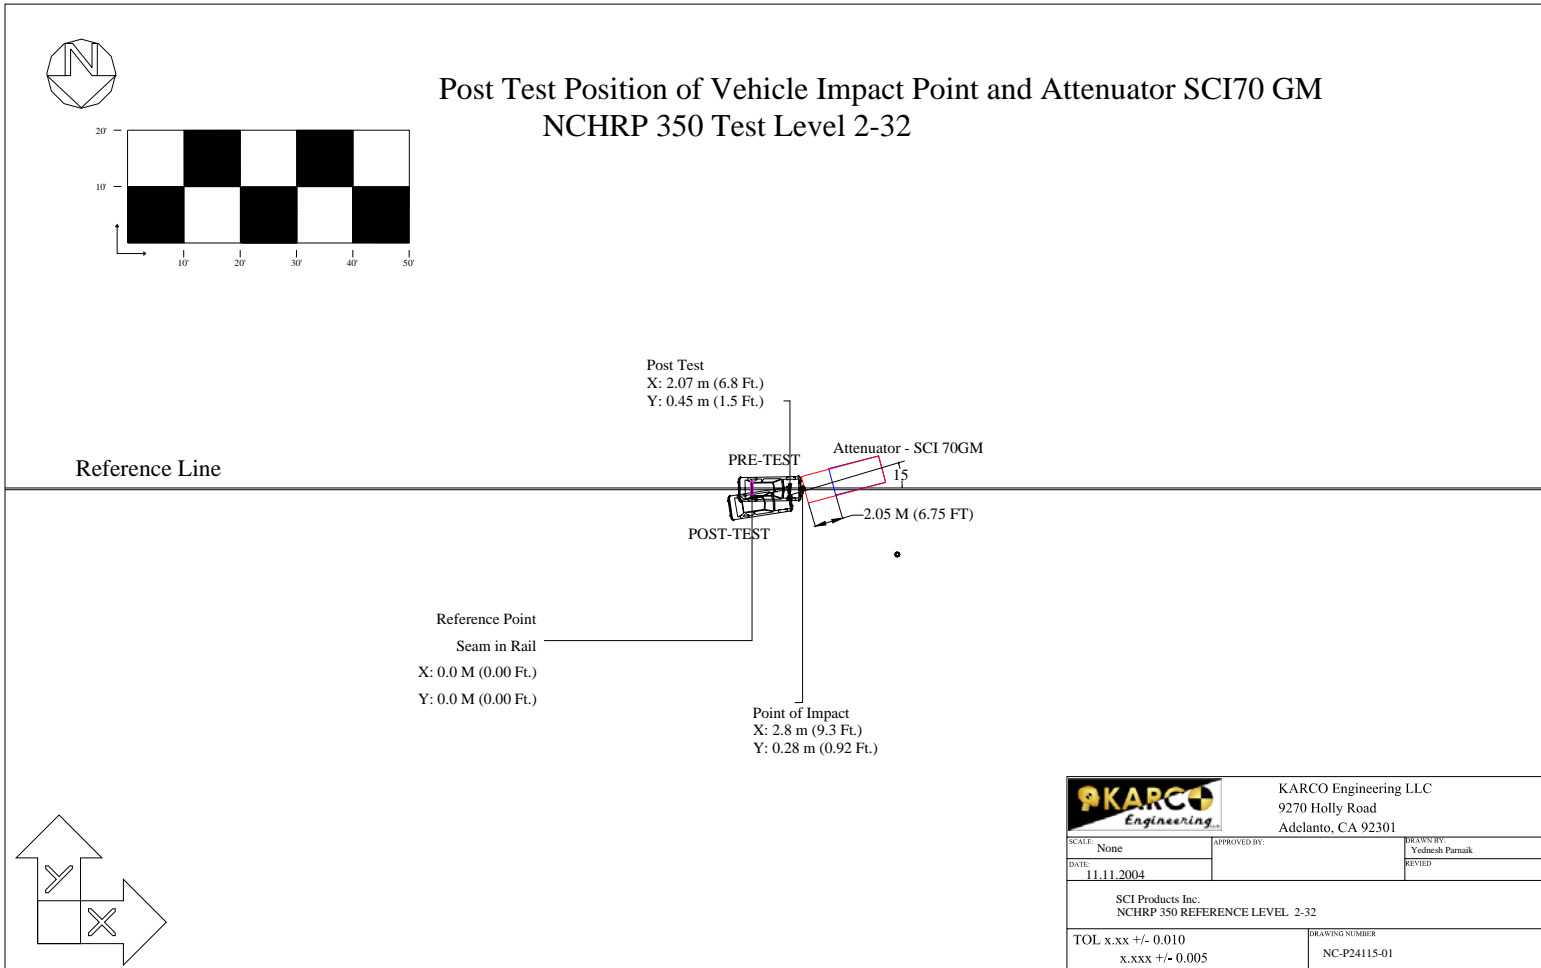 N
Post Test Position of Vehicle Impact Point and Attenuator SCI70 GM
NCHRP 350 Test Level 2-32
20'
10'
10' 20' 30' 40' 50'
Post Test
X: 2.07 m (6.8 Ft.)
Y: 0.45 m (1.5 Ft.)
Attenuator - SCI 70GM
PRE-TEST
Reference Line
15
2.05 M (6.75 FT)
POST-TEST
Reference Point
Seam in Rail
X: 0.0 M (0.00 Ft.)
Y: 0.0 M (0.00 Ft.)
Point of Impact
X: 2.8 m (9.3 Ft.)
Y: 0.28 m (0.92 Ft.)
Y
X
KARCO
Engineering
KARCO Engineering LLC
9270 Holly Road
Adelanto, CA 92301
SCALE: None
APPROVED BY:
DRAWN BY:
Yednesh Parnaik
DATE:
11.11.2004
REVIED
SCI Products Inc.
NCHRP 350 REFERENCE LEVEL 2-32
TOL x.xx +/- 0.010
x.xxx +/- 0.005
DRAWING NUMBER
NC-P24115-01